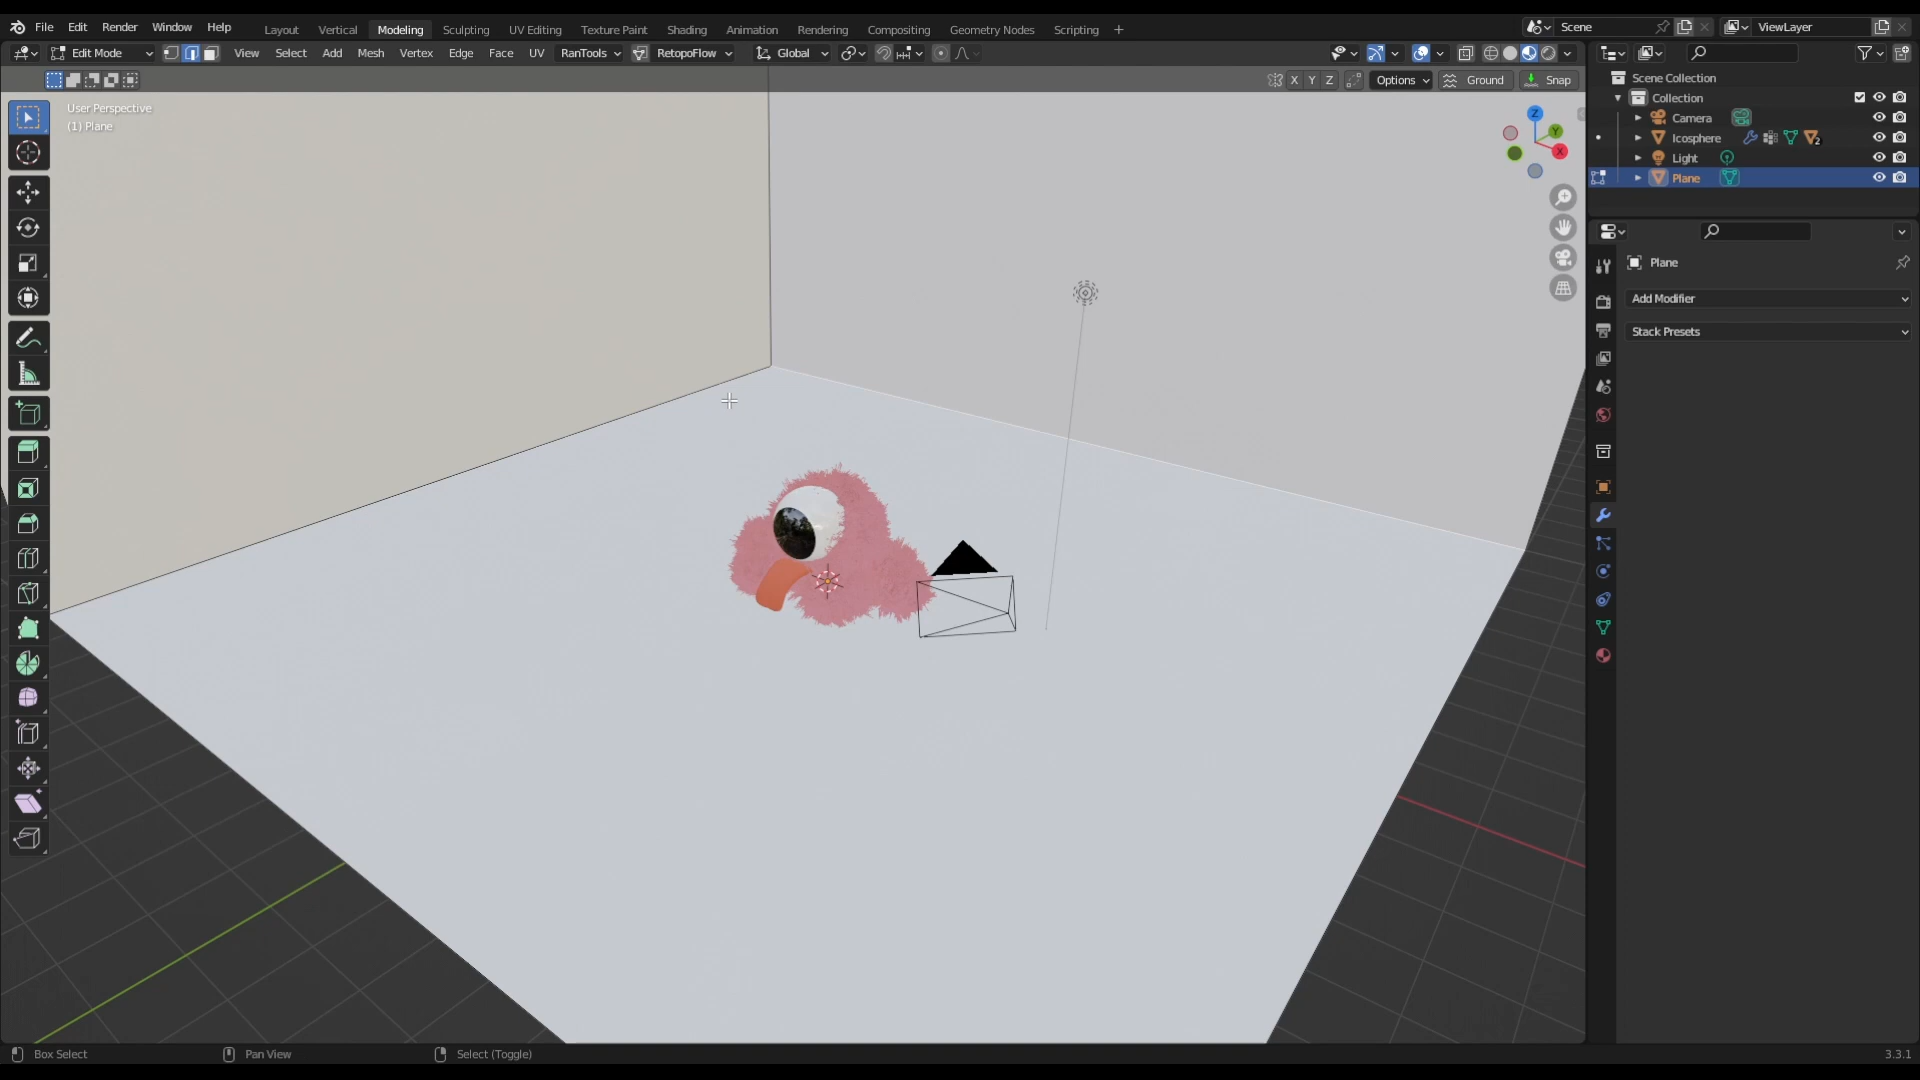 File Edit Render Window Help Layout Vertical Modeling Sculpting UV Editing Texture Paint Shading Animation Rendering Compositing Geometry Nodes Scripting + Scene ViewLayer
Edit Mode View Select Add Mesh Vertex Edge Face UV RanTools RetopoFlow Global
X Y Z Options Ground Snap
User Perspective
(1) Plane
Z
Y
X
Scene Collection
Collection
Camera
Icosphere 2
Light
Plane
Plane
Add Modifier
Stack Presets
Box Select Pan View Select (Toggle) 3.3.1